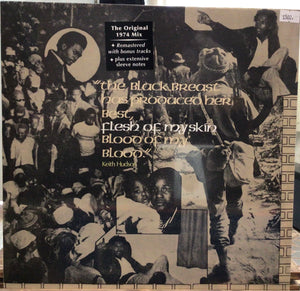 The Original
1974 Mix
• Remastered
with bonus tracks
• plus extensive
sleeve notes
"the Black Breast
has produced her
Best,
flesh of my skin
Blood of my
Blood."
Keith Hudson